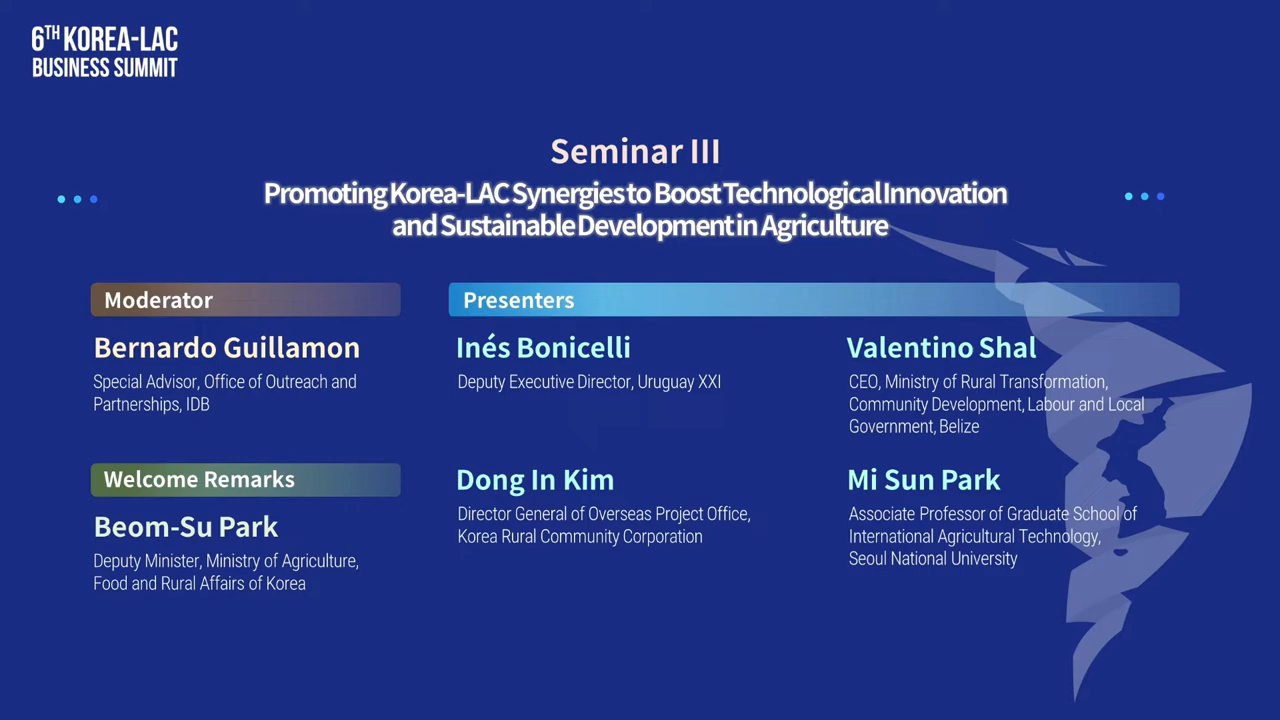 6TH KOREA-LAC
BUSINESS SUMMIT
Seminar III
Promoting Korea-LAC Synergies to Boost Technological Innovation
and Sustainable Development in Agriculture
Moderator
Bernardo Guillamon
Special Advisor, Office of Outreach and
Partnerships, IDB
Welcome Remarks
Beom-Su Park
Deputy Minister, Ministry of Agriculture,
Food and Rural Affairs of Korea
Presenters
Inés Bonicelli
Deputy Executive Director, Uruguay XXI
Valentino Shal
CEO, Ministry of Rural Transformation,
Community Development, Labour and Local
Government, Belize
Dong In Kim
Director General of Overseas Project Office,
Korea Rural Community Corporation
Mi Sun Park
Associate Professor of Graduate School of
International Agricultural Technology,
Seoul National University